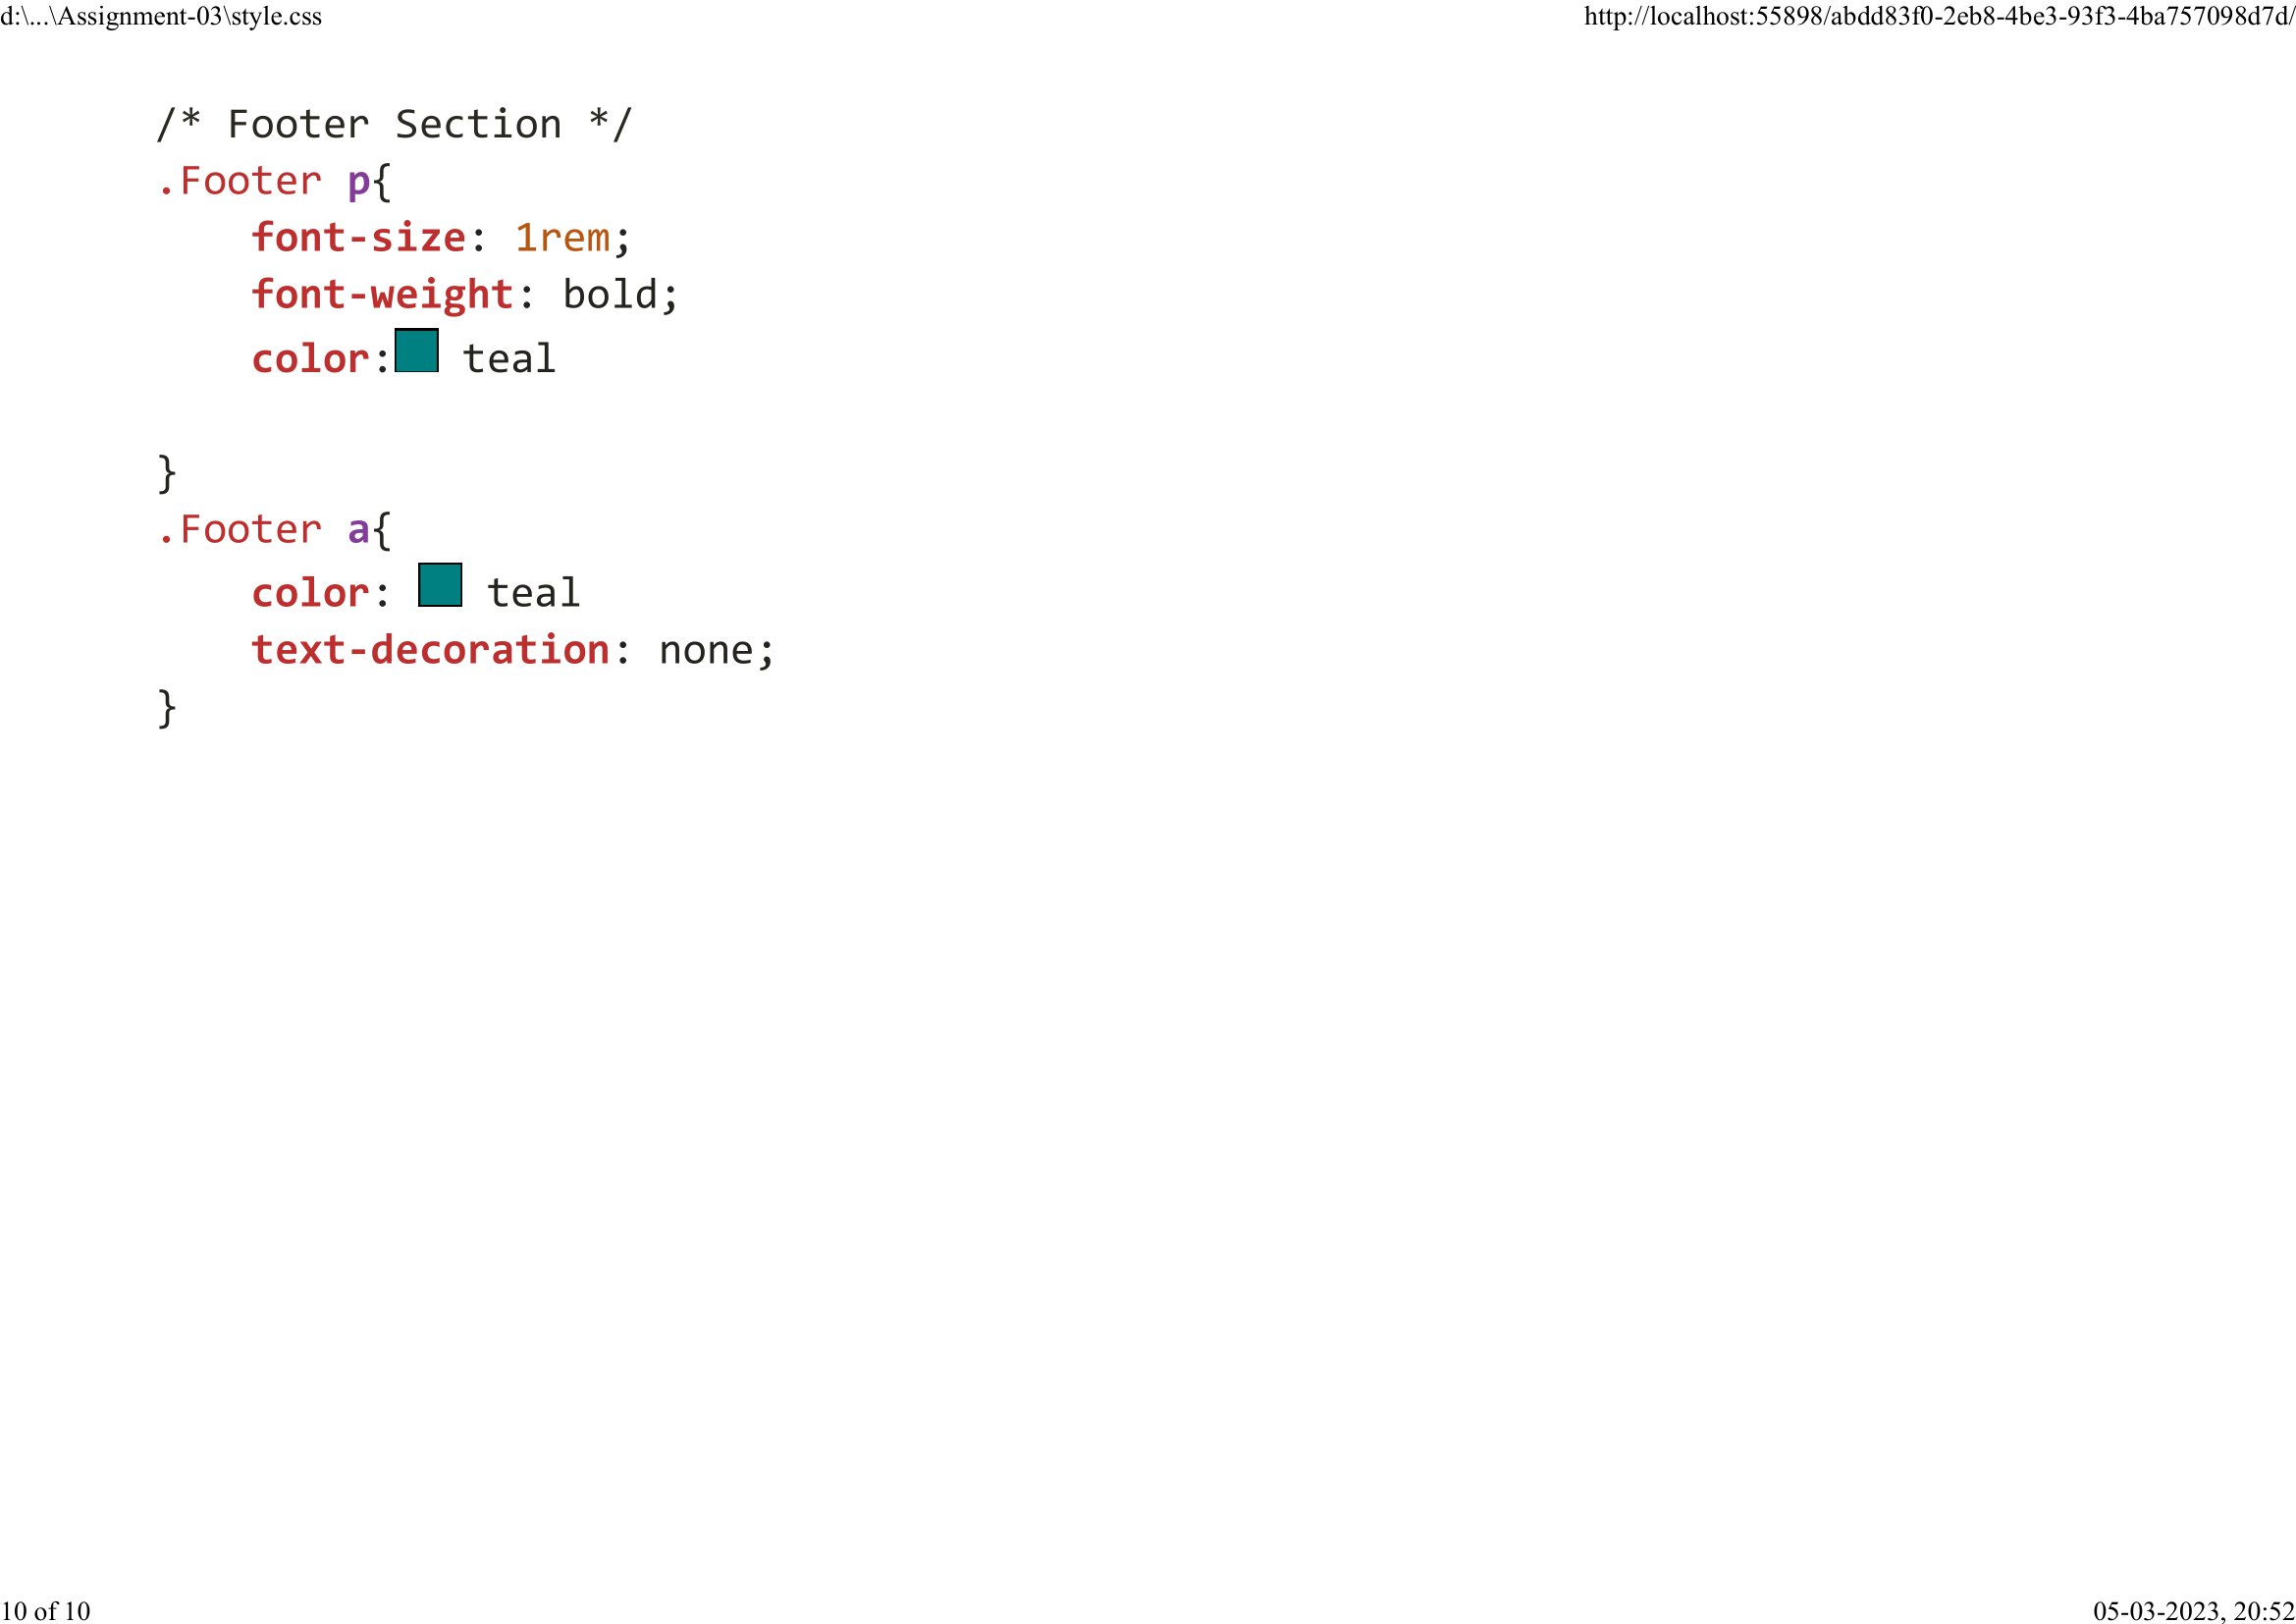 d:\...\Assignment-03\style.css
http://localhost:55898/abdd83f0-2eb8-4be3-93f3-4ba757098d7d/
/* Footer Section */
.Footer p{
    font-size: 1rem;
    font-weight: bold;
    color: teal
}
.Footer a{
    color: teal
    text-decoration: none;
}
10 of 10
05-03-2023, 20:52